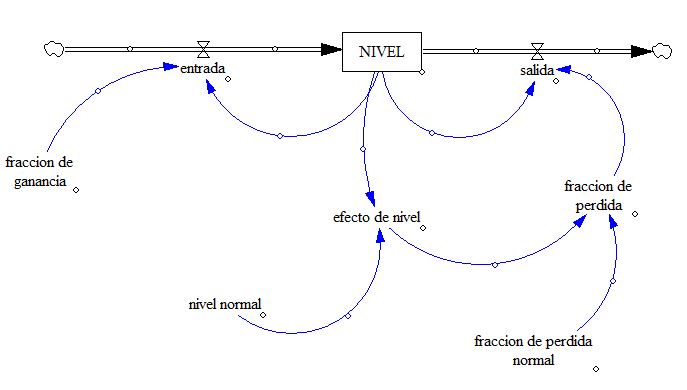 NIVEL
entrada
salida
fraccion de
ganancia
fraccion de
perdida
efecto de nivel
nivel normal
fraccion de perdida
normal